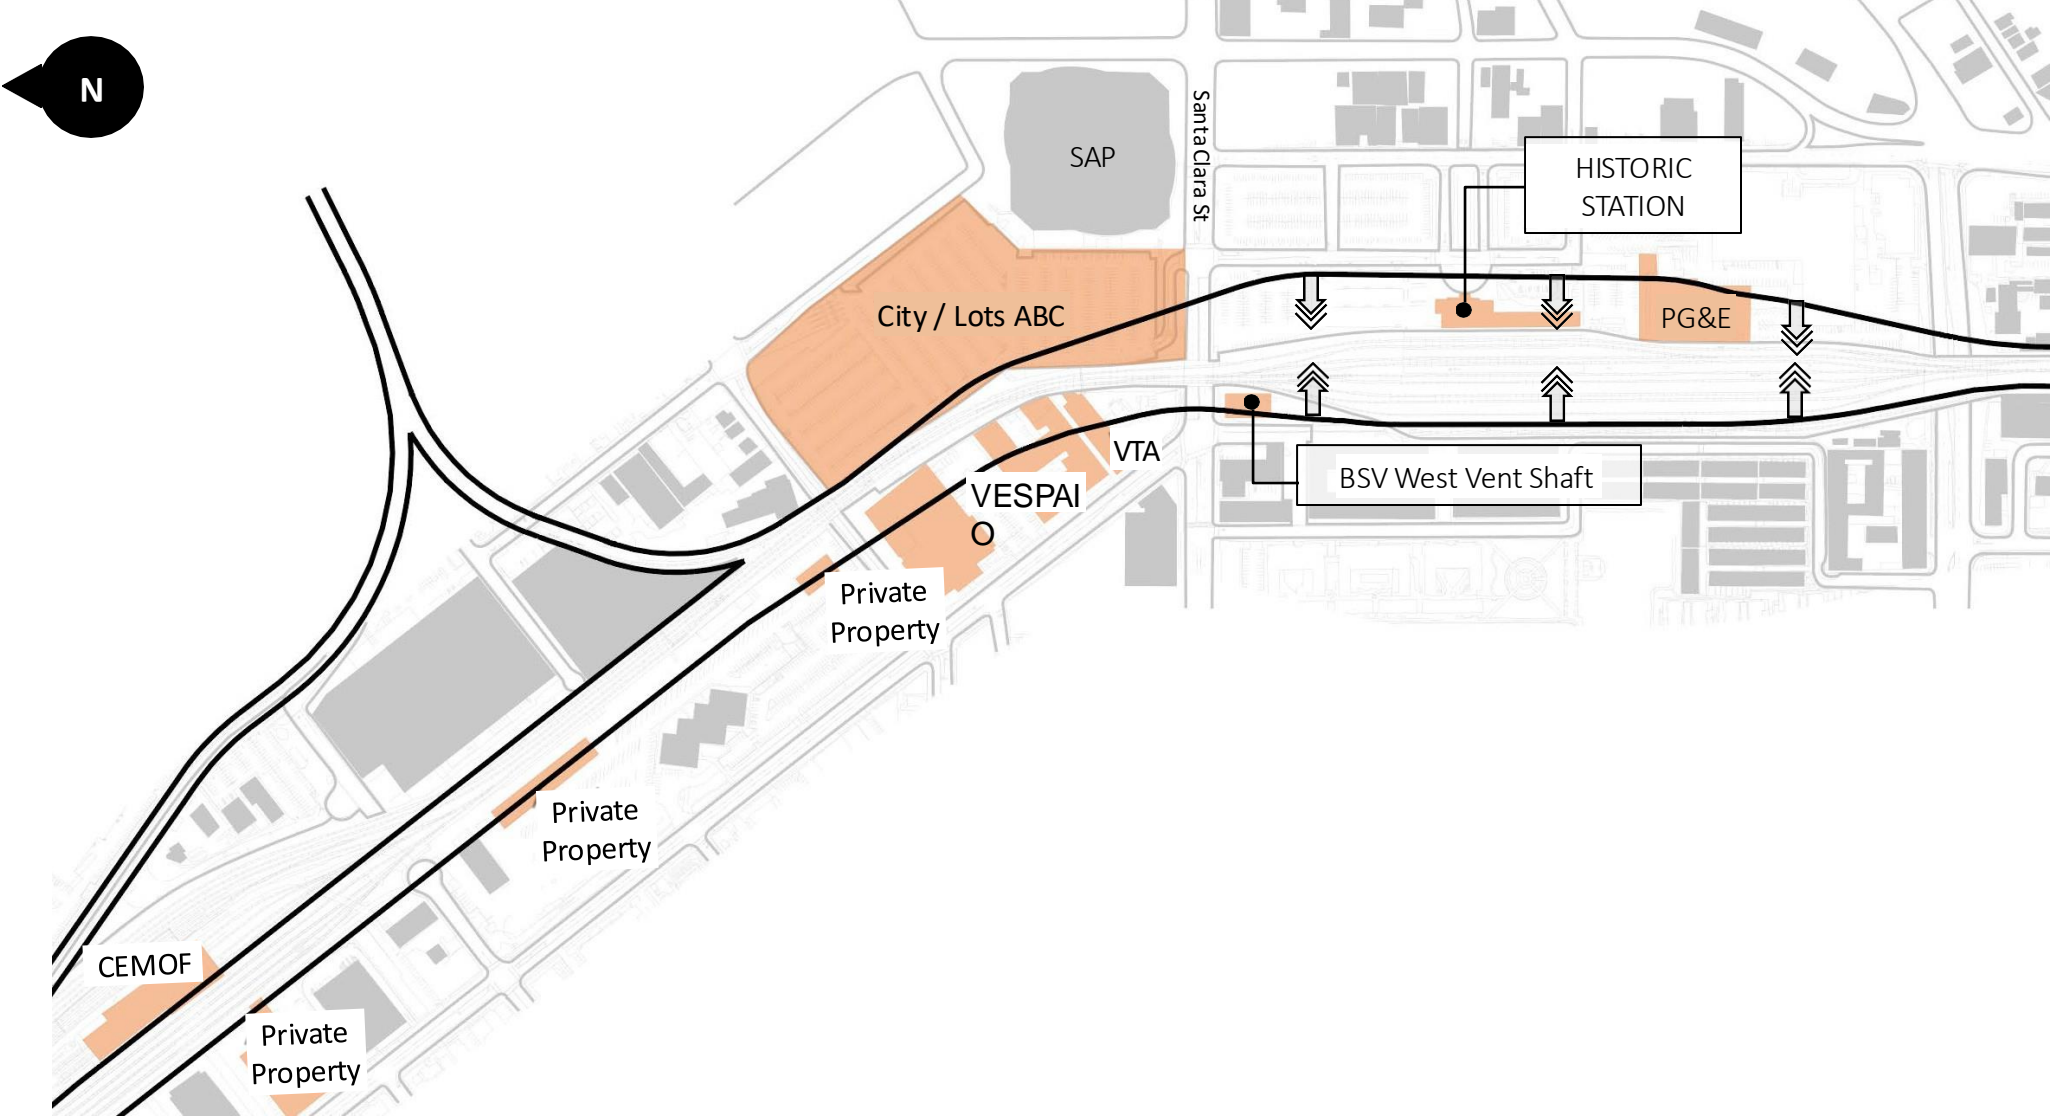 N
SAP
Santa Clara St
HISTORIC
STATION
City / Lots ABC
PG&E
VTA
BSV West Vent Shaft
VESPAI
O
Private
Property
Private
Property
CEMOF
Private
Property